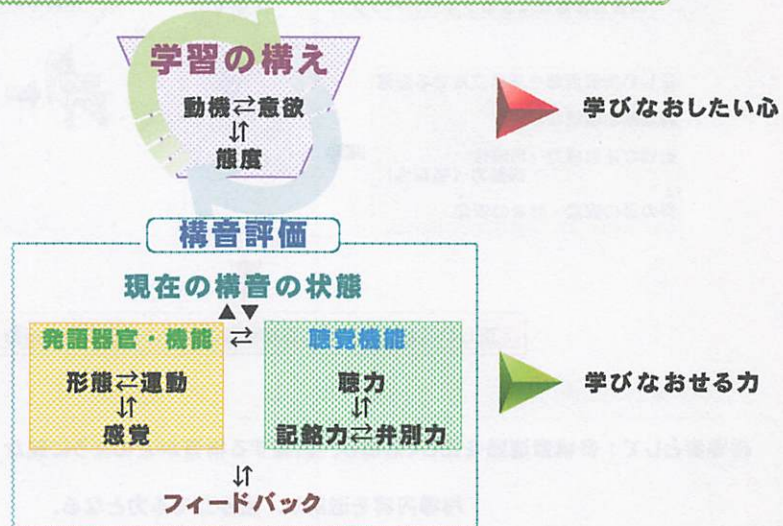 学習の構え
動機⇄意欲
⇅
態度
学びなおしたい心
構音評価
現在の構音の状態
▲▼
発語器官・機能 ⇄ 聴覚機能
形態⇄運動
⇅
感覚
聴力
⇅
記銘力⇄弁別力
学びなおせる力
⇅
フィードバック